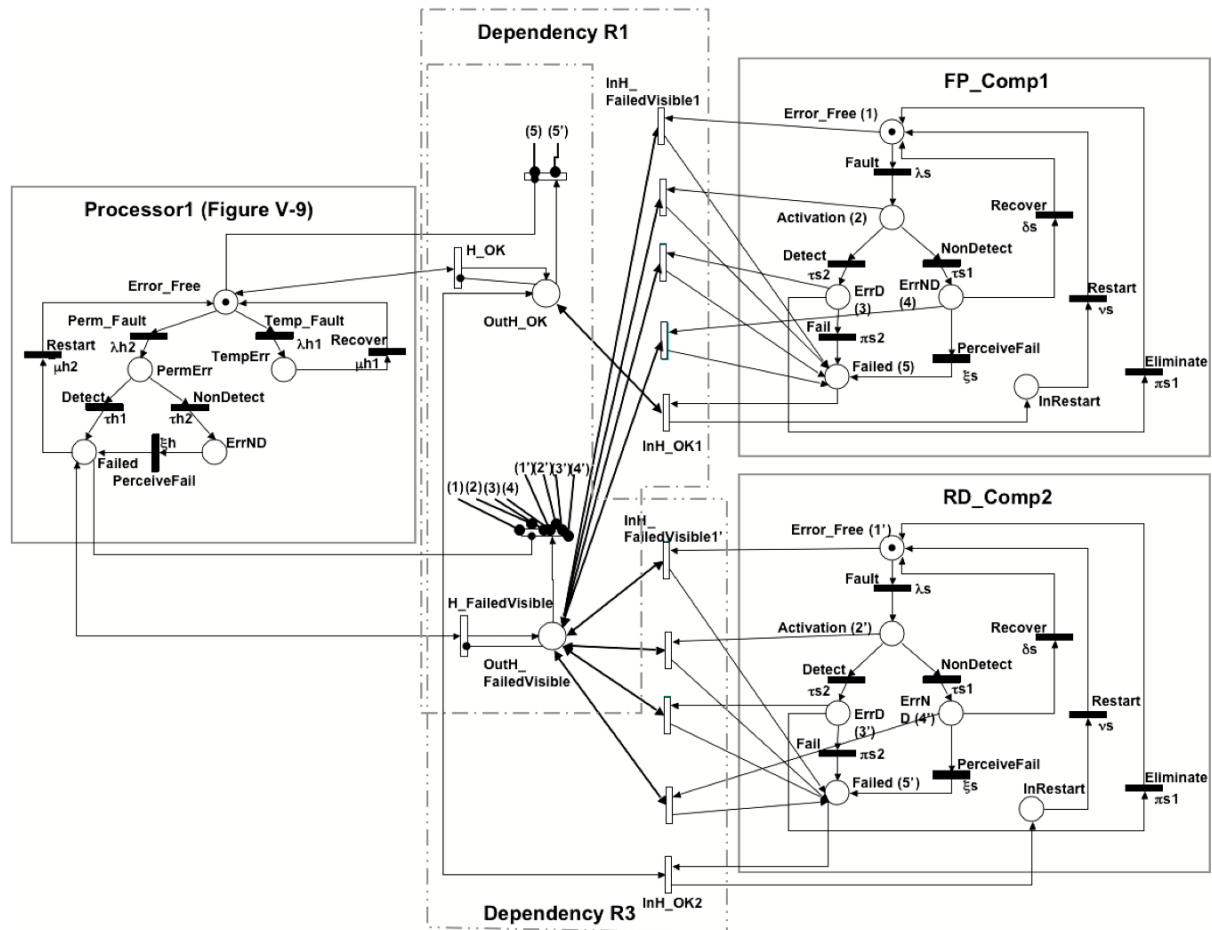 Dependency R1
FP_Comp1
InH_
FailedVisible1
Error_Free (1)
(5) (5')
Fault
λs
Processor1 (Figure V-9)
Recover
δs
Activation (2)
H_OK
Detect
τs2
NonDetect
τs1
Error_Free
OutH_OK
ErrD
(3)
ErrND
(4)
Restart
νs
Perm_Fault
λh2
Temp_Fault
λh1
Restart
μh2
Recover
μh1
TempErr
PermErr
Fail
πs2
PerceiveFail
ξs
Eliminate
πs1
Failed (5)
InRestart
Detect
τh1
NonDetect
τh2
InH_OK1
Failed
ξh
ErrND
PerceiveFail
(1')
(2')
(3')
(4')
(1) (2) (3) (4)
RD_Comp2
InH_
FailedVisible1'
Error_Free (1')
Fault
λs
H_FailedVisible
Activation (2')
Recover
δs
OutH_
FailedVisible
Detect
τs2
NonDetect
τs1
ErrD
(3')
ErrN
D (4')
Restart
νs
Fail
πs2
PerceiveFail
ξs
Eliminate
πs1
Failed (5')
InRestart
InH_OK2
Dependency R3